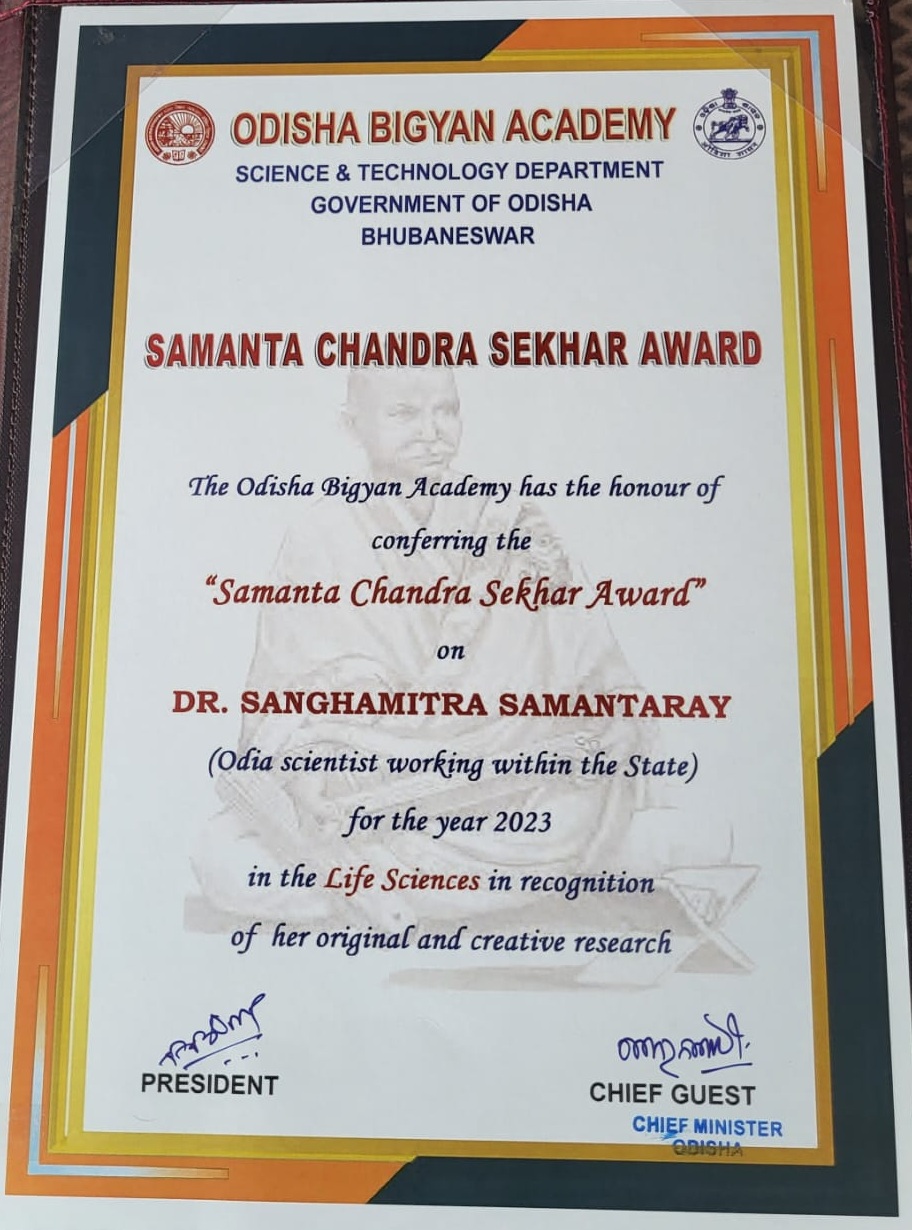 ODISHA BIGYAN ACADEMY
SCIENCE & TECHNOLOGY DEPARTMENT
GOVERNMENT OF ODISHA
BHUBANESWAR
SAMANTA CHANDRA SEKHAR AWARD
The Odisha Bigyan Academy has the honour of
conferring the
“Samanta Chandra Sekhar Award”
on
DR. SANGHAMITRA SAMANTARAY
(Odia scientist working within the State)
for the year 2023
in the Life Sciences in recognition
of her original and creative research
PRESIDENT
CHIEF GUEST
CHIEF MINISTER
ODISHA